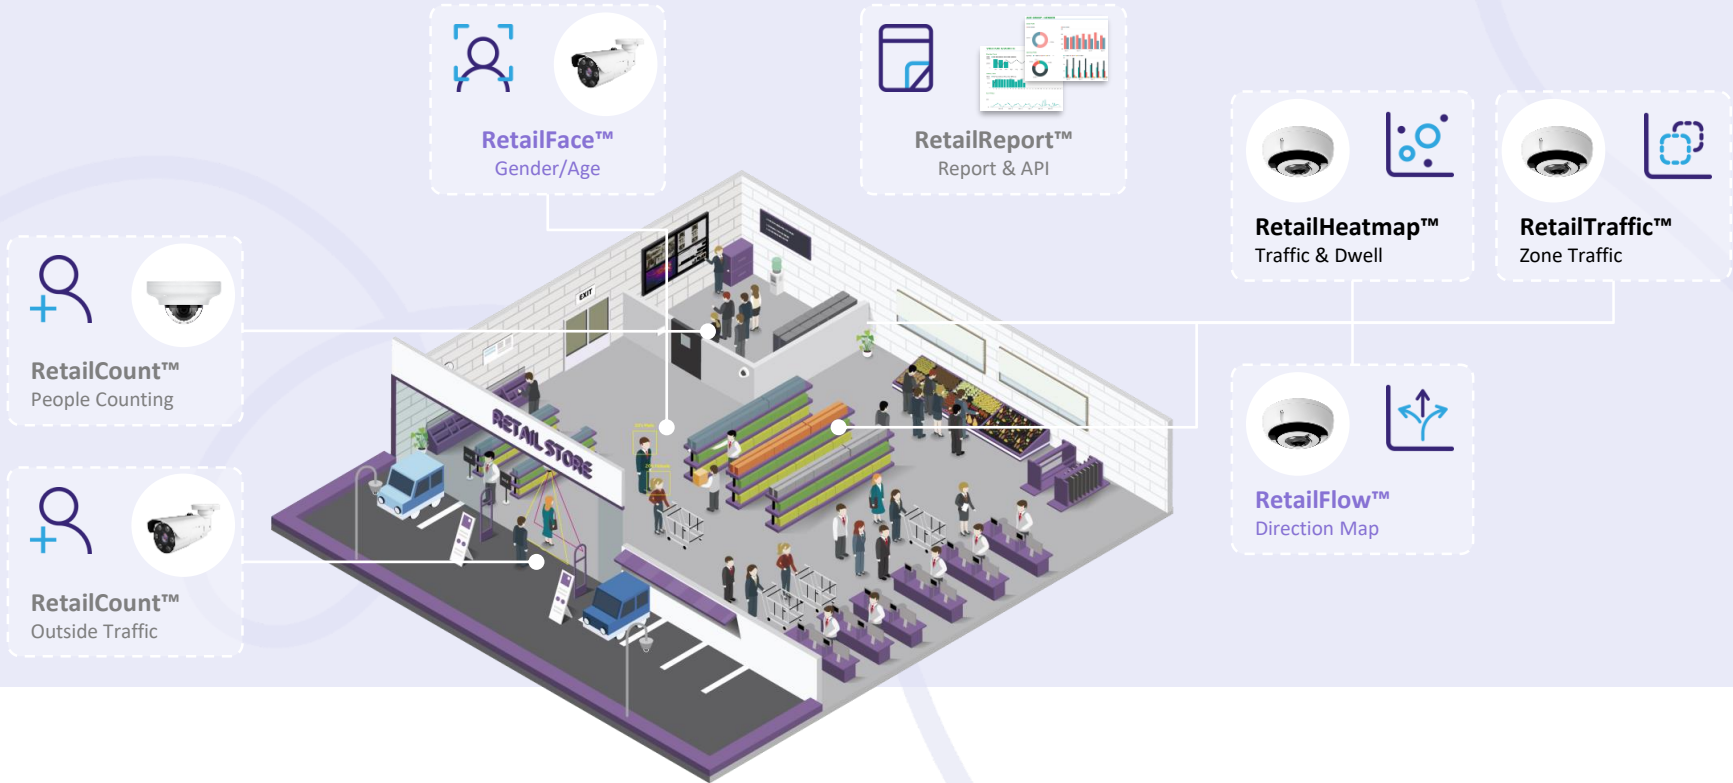 RetailFace™
Gender/Age
RetailReport™
Report & API
RetailHeatmap™
Traffic & Dwell
RetailTraffic™
Zone Traffic
RetailCount™
People Counting
EXIT
RETAIL STORE
RetailFlow™
Direction Map
RetailCount™
Outside Traffic